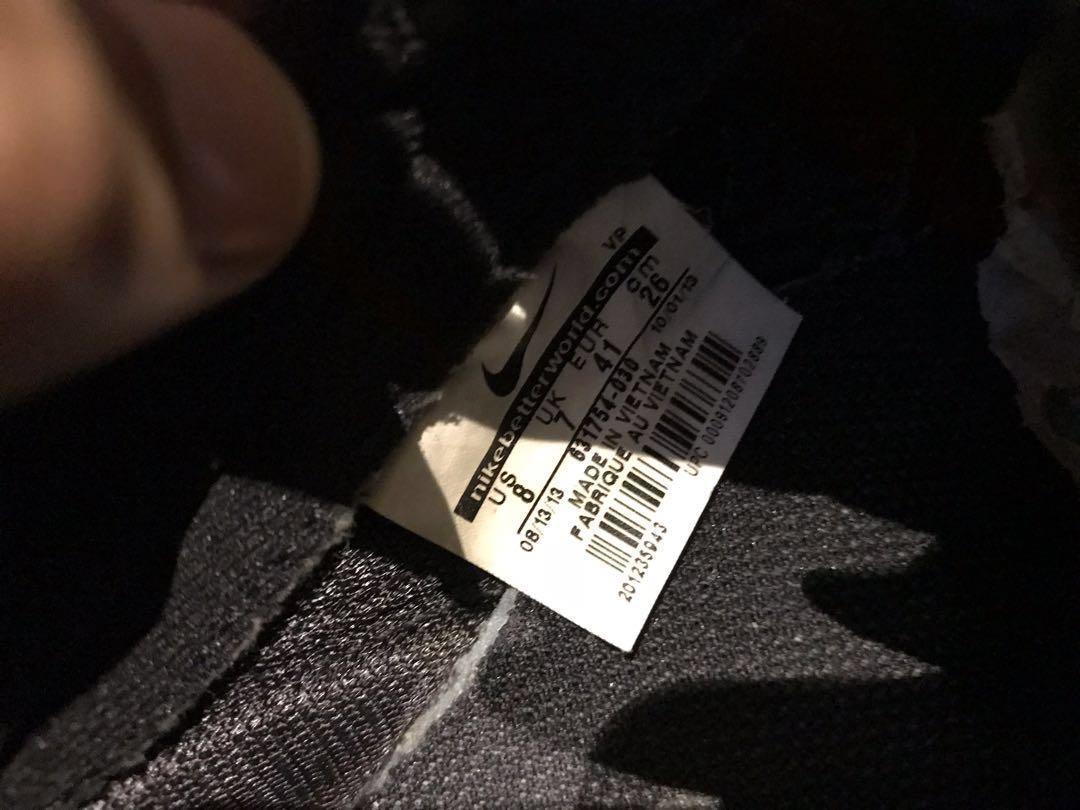 VP
nikebetterworld.com
US UK EUR cm
8 7 41 26
08/13/13 631754-030 10/01/13
MADE IN VIETNAM
FABRIQUE AU VIETNAM
201235943 UPC